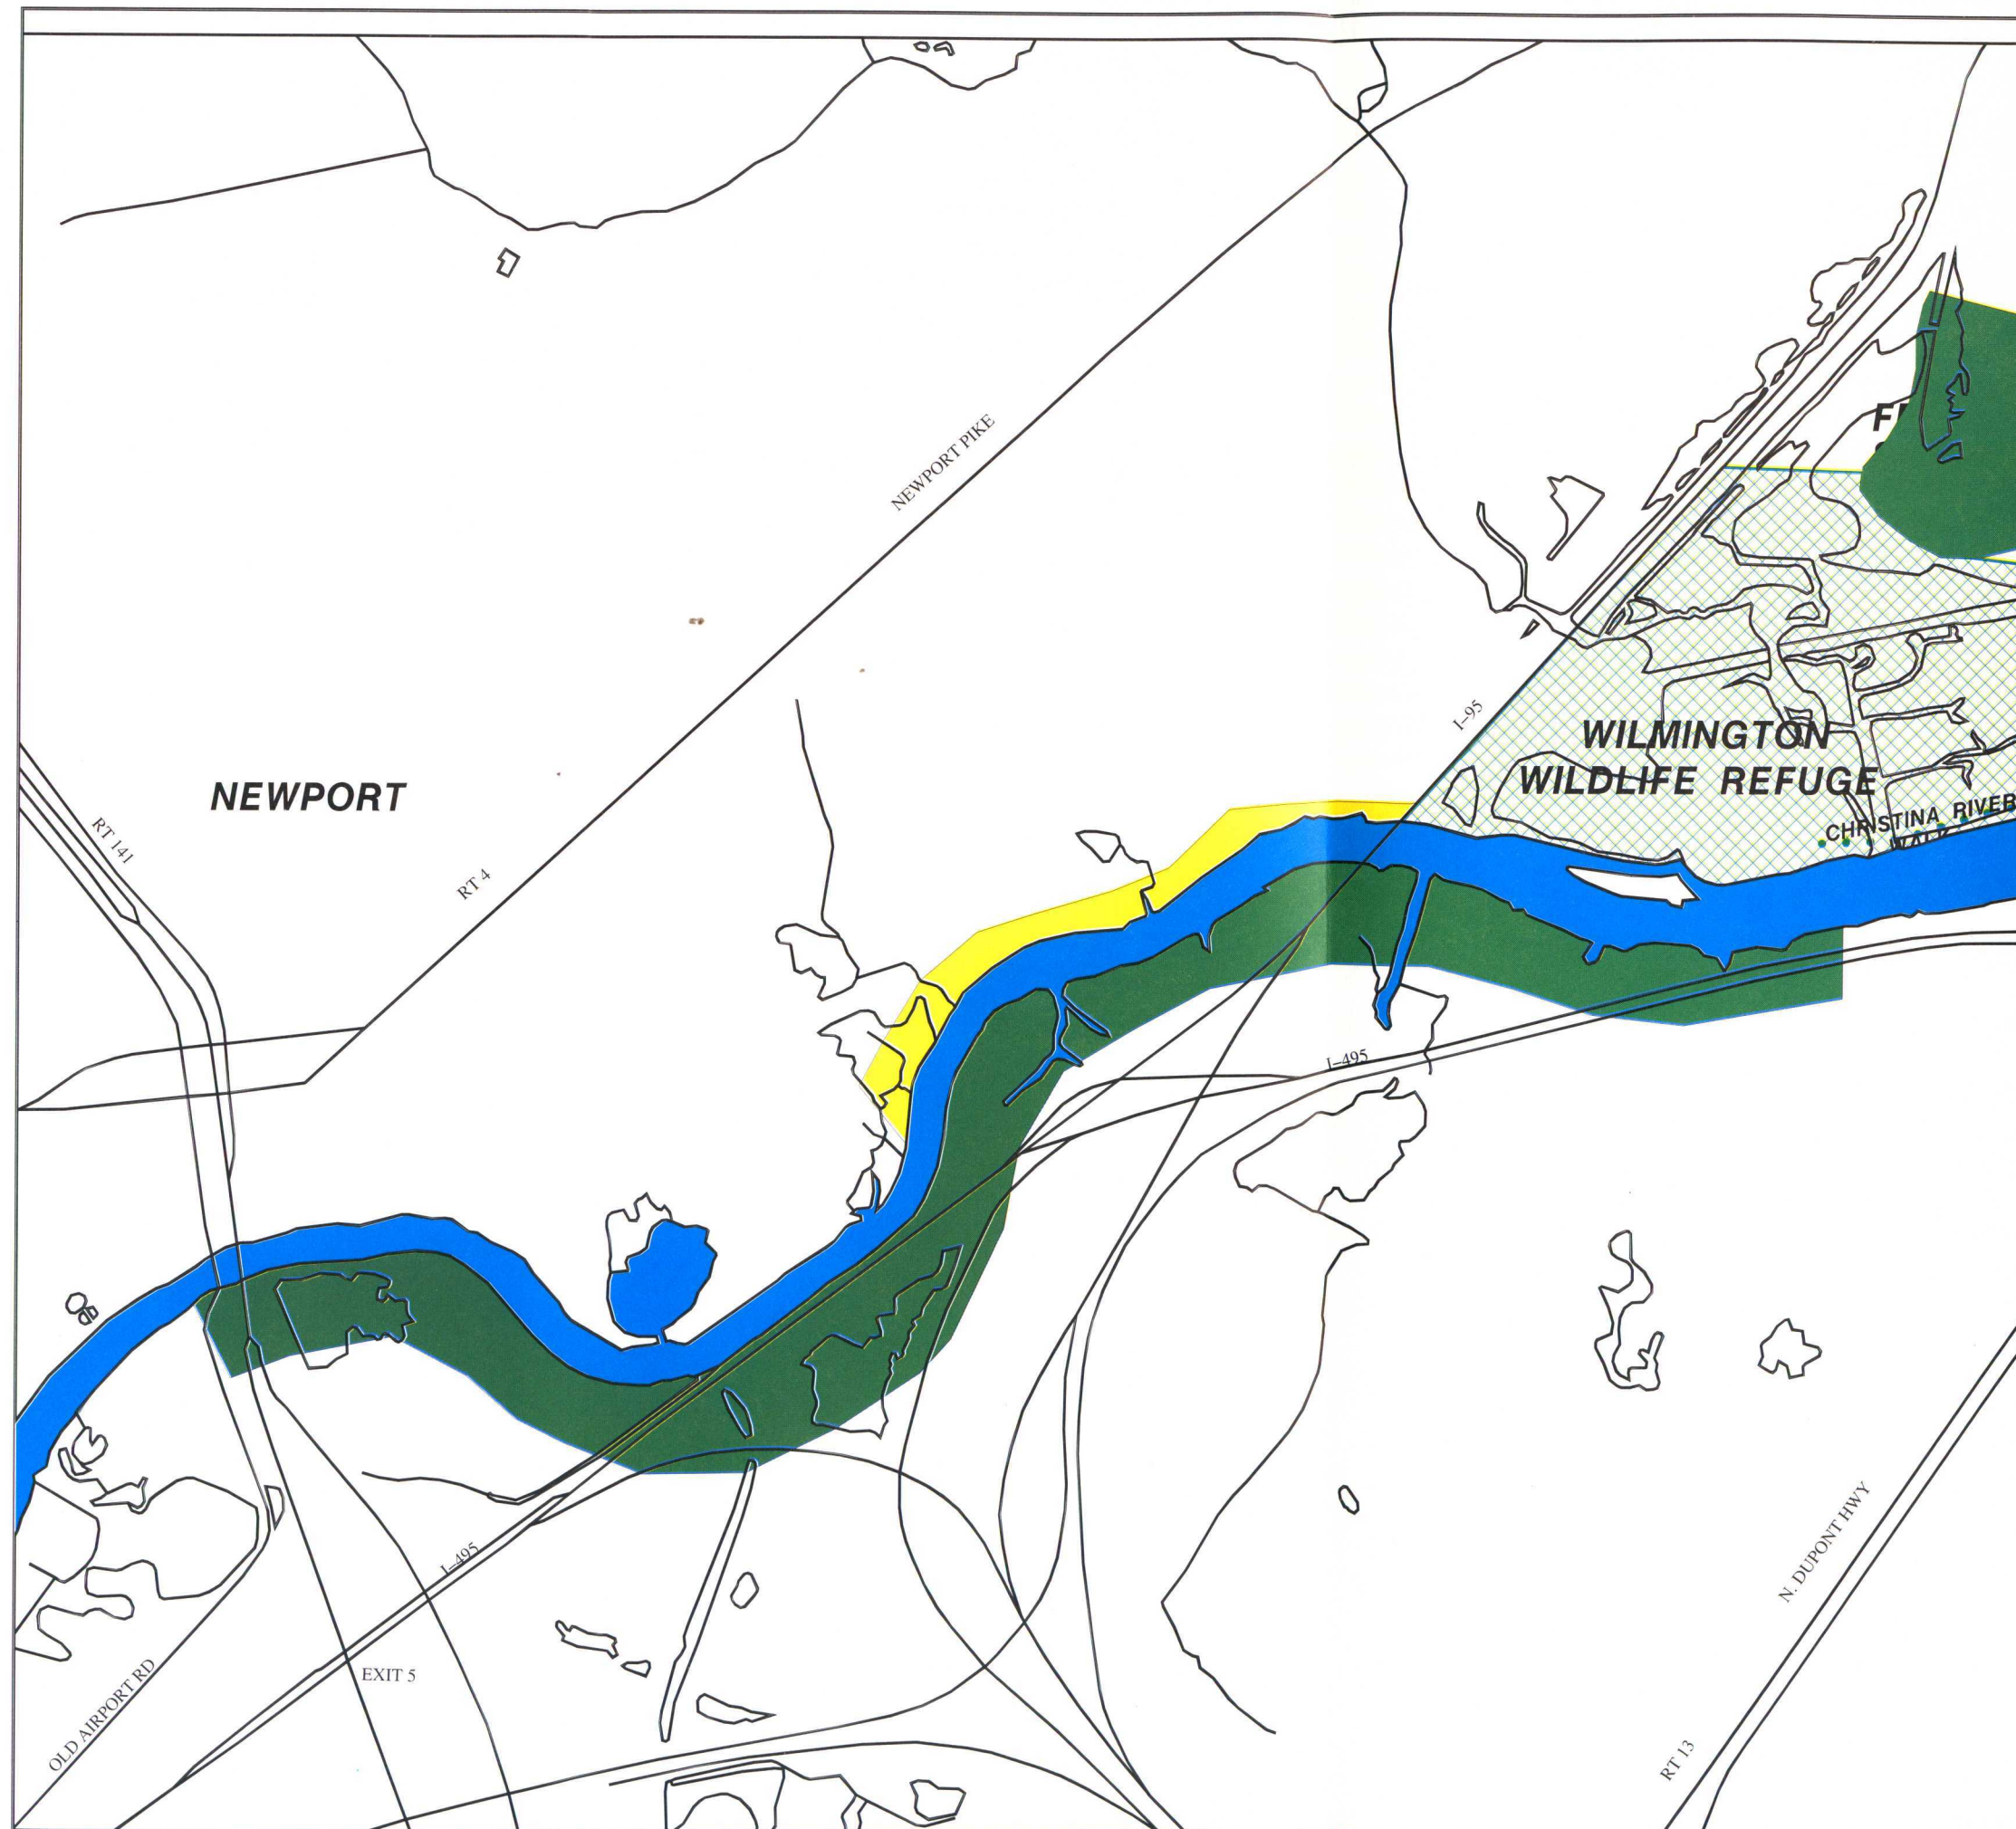 NEWPORT PIKE
I-95
WILMINGTON
WILDLIFE REFUGE
CHRISTINA RIVER
NEWPORT
RT 141
RT 4
I-495
I-495
EXIT 5
OLD AIRPORT RD
N. DUPONT HWY
RT 13